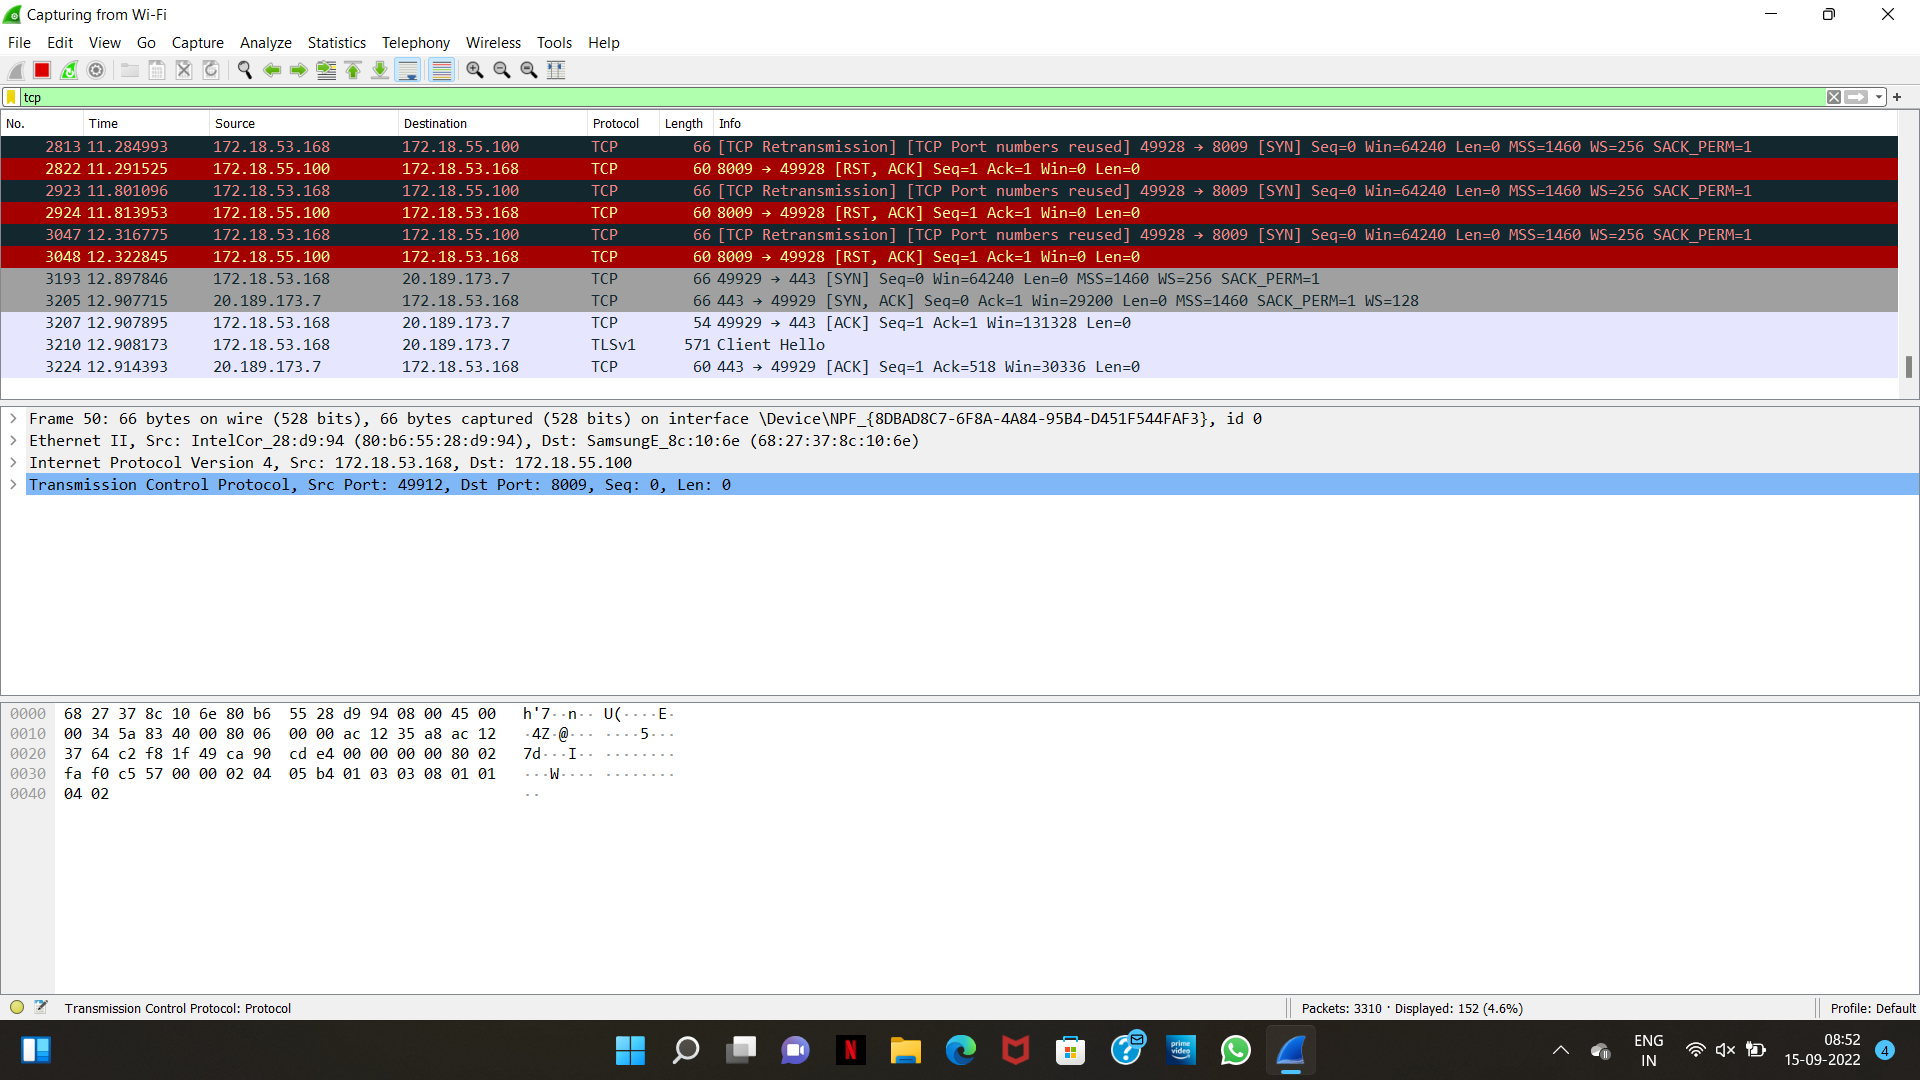 Capturing from Wi-Fi
File Edit View Go Capture Analyze Statistics Telephony Wireless Tools Help
tcp
No. Time Source Destination Protocol Length Info
2813 11.284993 172.18.53.168 172.18.55.100 TCP 66 [TCP Retransmission] [TCP Port numbers reused] 49928 → 8009 [SYN] Seq=0 Win=64240 Len=0 MSS=1460 WS=256 SACK_PERM=1
2822 11.291525 172.18.55.100 172.18.53.168 TCP 60 8009 → 49928 [RST, ACK] Seq=1 Ack=1 Win=0 Len=0
2923 11.801096 172.18.53.168 172.18.55.100 TCP 66 [TCP Retransmission] [TCP Port numbers reused] 49928 → 8009 [SYN] Seq=0 Win=64240 Len=0 MSS=1460 WS=256 SACK_PERM=1
2924 11.813953 172.18.55.100 172.18.53.168 TCP 60 8009 → 49928 [RST, ACK] Seq=1 Ack=1 Win=0 Len=0
3047 12.316775 172.18.53.168 172.18.55.100 TCP 66 [TCP Retransmission] [TCP Port numbers reused] 49928 → 8009 [SYN] Seq=0 Win=64240 Len=0 MSS=1460 WS=256 SACK_PERM=1
3048 12.322845 172.18.55.100 172.18.53.168 TCP 60 8009 → 49928 [RST, ACK] Seq=1 Ack=1 Win=0 Len=0
3193 12.897846 172.18.53.168 20.189.173.7 TCP 66 49929 → 443 [SYN] Seq=0 Win=64240 Len=0 MSS=1460 WS=256 SACK_PERM=1
3205 12.907715 20.189.173.7 172.18.53.168 TCP 66 443 → 49929 [SYN, ACK] Seq=0 Ack=1 Win=29200 Len=0 MSS=1460 SACK_PERM=1 WS=128
3207 12.907895 172.18.53.168 20.189.173.7 TCP 54 49929 → 443 [ACK] Seq=1 Ack=1 Win=131328 Len=0
3210 12.908173 172.18.53.168 20.189.173.7 TLSv1 571 Client Hello
3224 12.914393 20.189.173.7 172.18.53.168 TCP 60 443 → 49929 [ACK] Seq=1 Ack=518 Win=30336 Len=0
Frame 50: 66 bytes on wire (528 bits), 66 bytes captured (528 bits) on interface \Device\NPF_{8DBAD8C7-6F8A-4A84-95B4-D451F544FAF3}, id 0
Ethernet II, Src: IntelCor_28:d9:94 (80:b6:55:28:d9:94), Dst: SamsungE_8c:10:6e (68:27:37:8c:10:6e)
Internet Protocol Version 4, Src: 172.18.53.168, Dst: 172.18.55.100
Transmission Control Protocol, Src Port: 49912, Dst Port: 8009, Seq: 0, Len: 0
0000 68 27 37 8c 10 6e 80 b6 55 28 d9 94 08 00 45 00 h'7··n·· U(····E·
0010 00 34 5a 83 40 00 80 06 00 00 ac 12 35 a8 ac 12 ·4Z·@··· ····5···
0020 37 64 c2 f8 1f 49 ca 90 cd e4 00 00 00 00 80 02 7d···I·· ········
0030 fa f0 c5 57 00 00 02 04 05 b4 01 03 03 08 01 01 ···W···· ········
0040 04 02 ··
Transmission Control Protocol: Protocol
Packets: 3310 · Displayed: 152 (4.6%)
Profile: Default
N
prime video
ENG
IN
08:52
15-09-2022
4